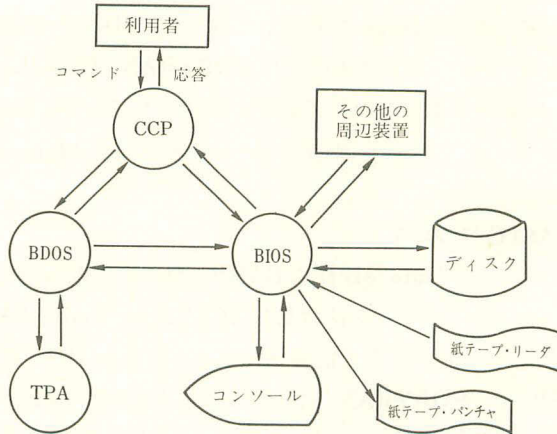 利用者
コマンド
応答
CCP
その他の
周辺装置
BDOS
BIOS
ディスク
紙テープ・リーダ
TPA
コンソール
紙テープ・パンチャ